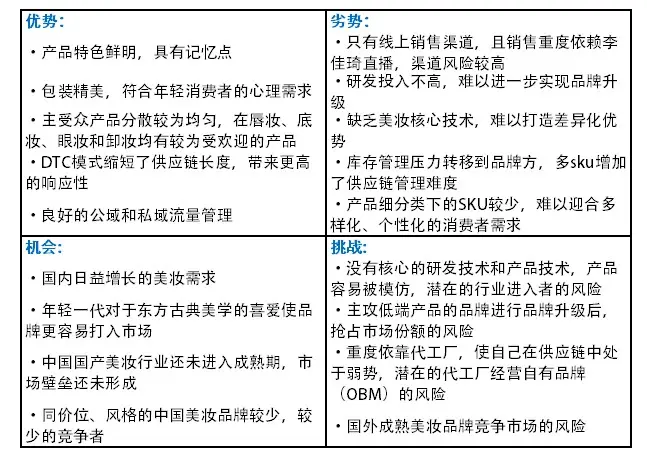 优势：
·产品特色鲜明，具有记忆点
·包装精美，符合年轻消费者的心理需求
·主受众产品分散较为均匀，在唇妆、底
妆、眼妆和卸妆均有较为受欢迎的产品
·DTC模式缩短了供应链长度，带来更高
的响应性
·良好的公域和私域流量管理
劣势：
·只有线上销售渠道，且销售重度依赖李
佳琦直播，渠道风险较高
·研发投入不高，难以进一步实现品牌升
级
·缺乏美妆核心技术，难以打造差异化优
势
·库存管理压力转移到品牌方，多sku增加
了供应链管理难度
·产品细分类下的SKU较少，难以迎合多
样化、个性化的消费者需求
机会：
·国内日益增长的美妆需求
·年轻一代对于东方古典美学的喜爱使品
牌更容易打入市场
·中国国产美妆行业还未进入成熟期，市
场壁垒还未形成
·同价位、风格的中国美妆品牌较少，较
少的竞争者
挑战：
·没有核心的研发技术和产品技术，产品
容易被模仿，潜在的行业进入者的风险
·主攻低端产品的品牌进行品牌升级后，
抢占市场份额的风险
·重度依靠代工厂，使自己在供应链中处
于弱势，潜在的代工厂经营自有品牌
（OBM）的风险
·国外成熟美妆品牌竞争市场的风险